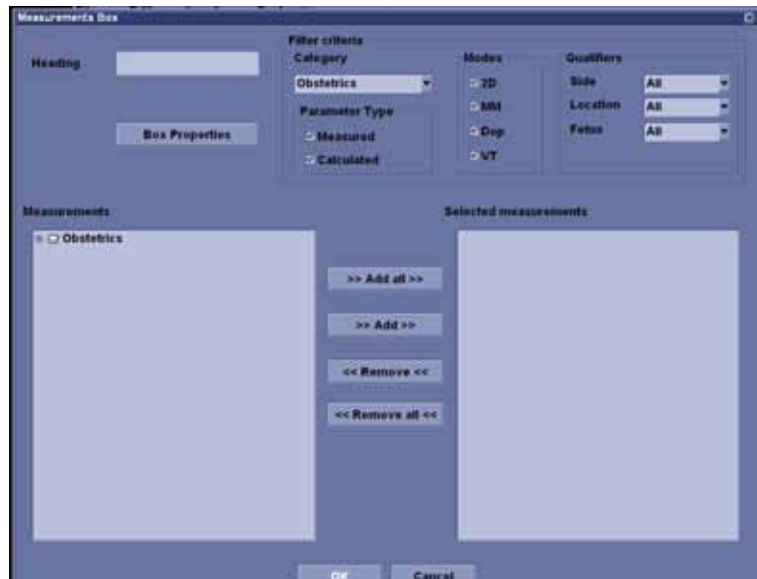 Measurements Box
Heading
Box Properties
Filter criteria
Category
Obstetrics
Parameter Type
Measured
Calculated
Modes
2D
MM
Dop
VT
Qualifiers
Side All
Location All
Fetus All
Measurements
Obstetrics
>> Add all >>
>> Add >>
<< Remove <<
<< Remove all <<
Selected measurements
OK
Cancel